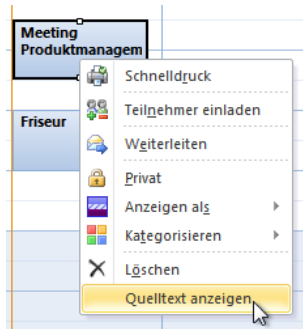 Meeting
Produktmanagem
Friseur
Schnelldruck
Teilnehmer einladen
Weiterleiten
Privat
Anzeigen als
Kategorisieren
Löschen
Quelltext anzeigen